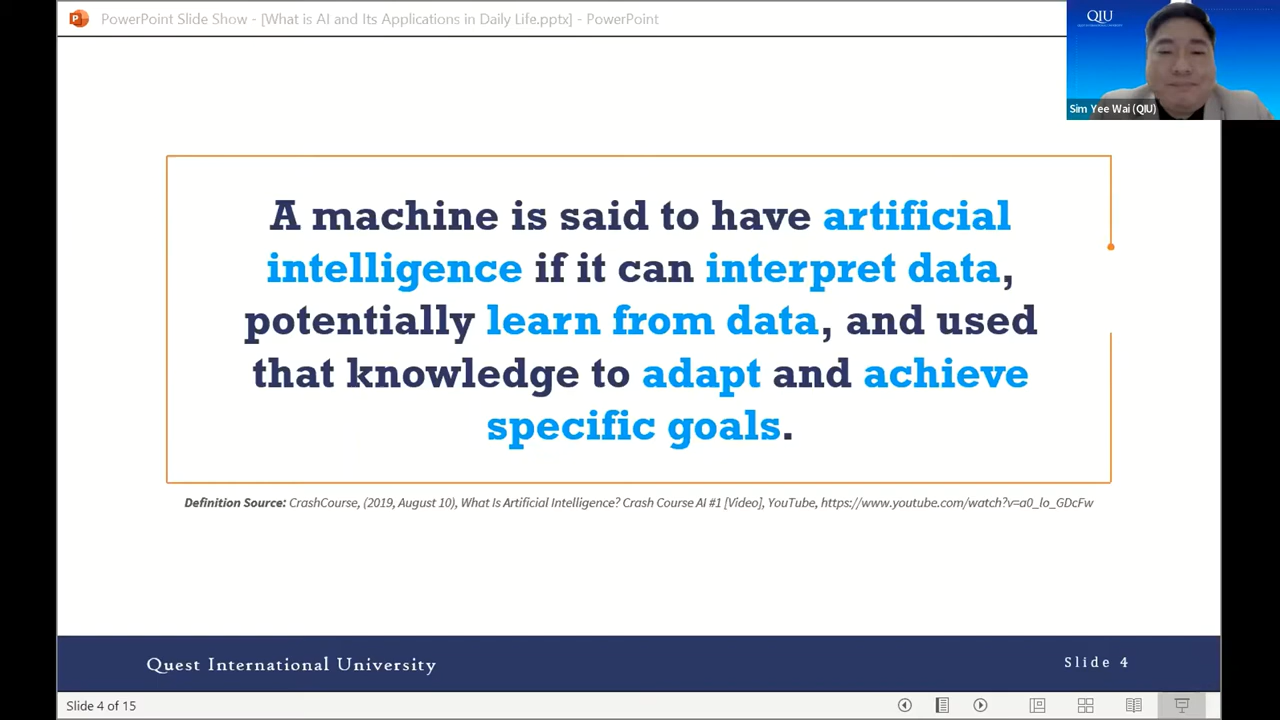 PowerPoint Slide Show - [What is AI and Its Applications in Daily Life.pptx] - PowerPoint
QIU
Sim Yee Wai (QIU)
A machine is said to have artificial
intelligence if it can interpret data,
potentially learn from data, and used
that knowledge to adapt and achieve
specific goals.
Definition Source: CrashCourse, (2019, August 10), What Is Artificial Intelligence? Crash Course AI #1 [Video], YouTube, https://www.youtube.com/watch?v=a0_lo_GDcFw
Quest International University
Slide 4
Slide 4 of 15